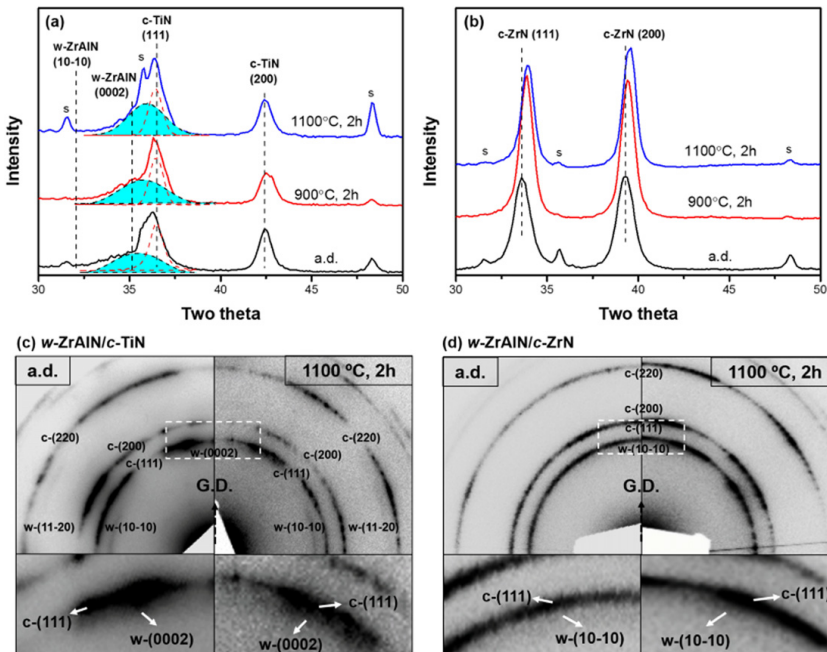 (a)
c-TiN
(111)
w-ZrAlN
(10-10)
s
c-TiN
(200)
w-ZrAlN
(0002)
s
s
1100°C, 2h
900°C, 2h
a.d.
Intensity
30 35 40 45 50
Two theta
(b)
c-ZrN (111)
c-ZrN (200)
1100°C, 2h
s
s
s
900°C, 2h
a.d.
Intensity
30 35 40 45 50
Two theta
(c) w-ZrAlN/c-TiN
a.d.
1100 ºC, 2h
c-(220)
c-(200)
c-(111)
w-(0002)
c-(111)
c-(200)
c-(220)
G.D.
w-(11-20)
w-(10-10)
w-(10-10)
w-(11-20)
c-(111)
w-(0002)
c-(111)
w-(0002)
(d) w-ZrAlN/c-ZrN
a.d.
1100 ºC, 2h
c-(220)
c-(200)
c-(111)
w-(10-10)
G.D.
c-(111)
w-(10-10)
c-(111)
w-(10-10)